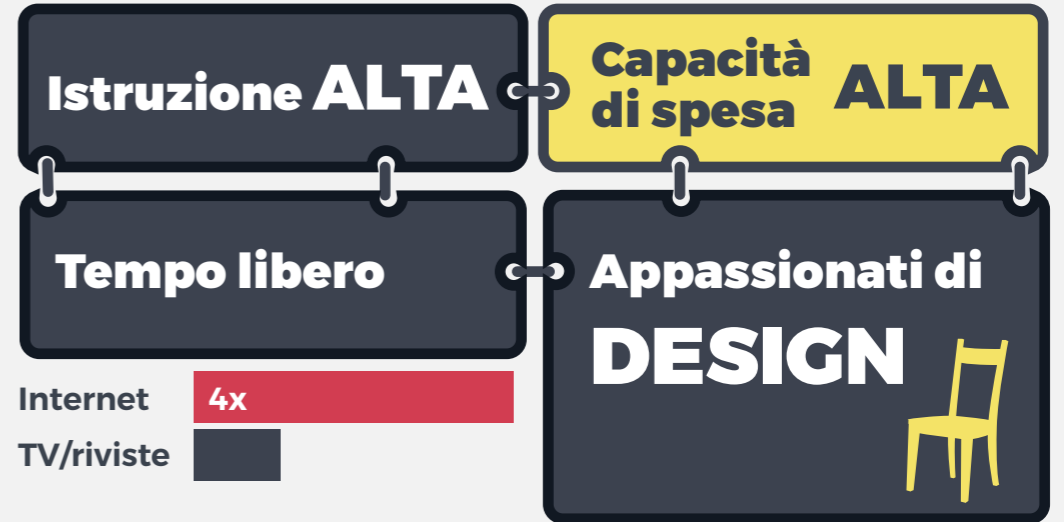 Istruzione ALTA
Capacità
di spesa
ALTA
Tempo libero
Appassionati di
DESIGN
Internet 4x
TV/riviste